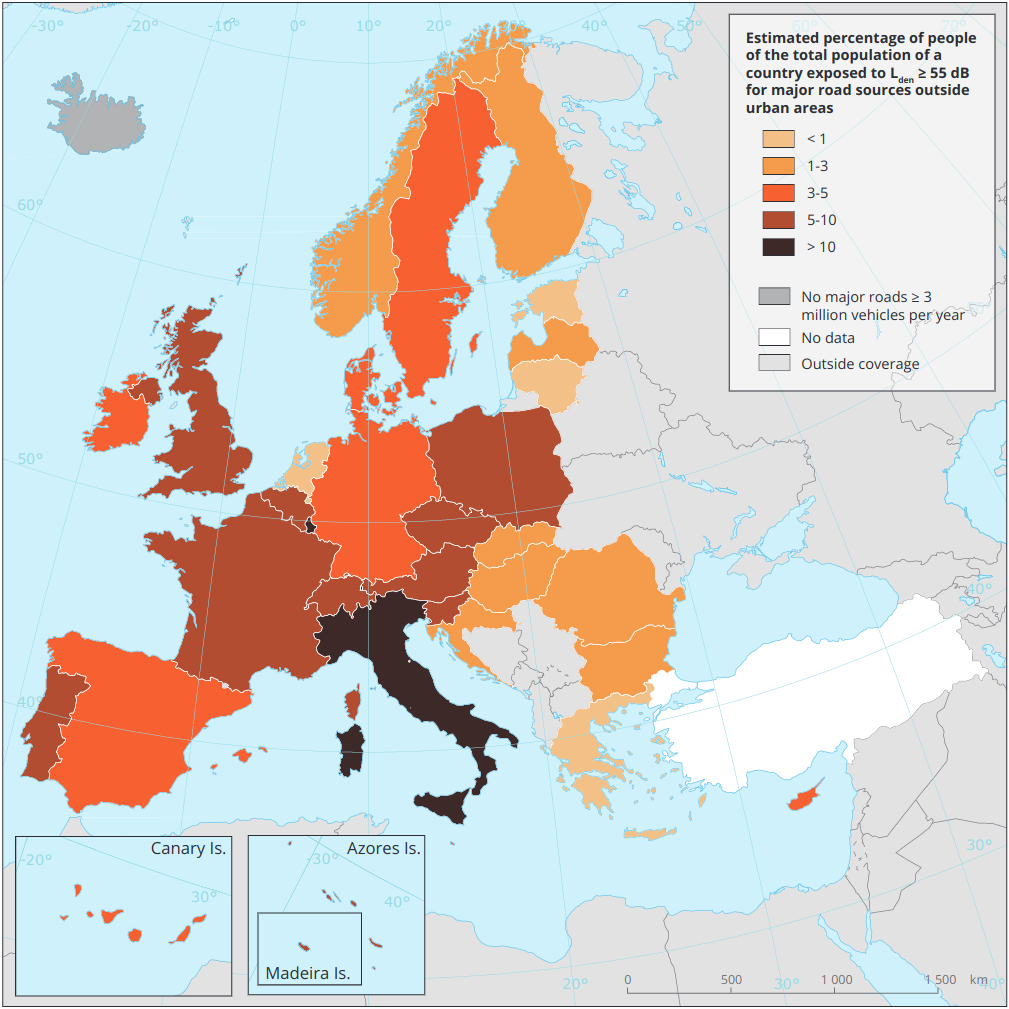 -30°
-20°
-10°
0°
10°
20°
30°
40°
50°
60°
70°
Estimated percentage of people
of the total population of a
country exposed to Lden ≥ 55 dB
for major road sources outside
urban areas
< 1
1-3
3-5
5-10
> 10
No major roads ≥ 3
million vehicles per year
No data
Outside coverage
60°
50°
40°
40°
30°
Canary Is.
-20°
30°
Azores Is.
-30°
40°
Madeira Is.
0 500 1 000 1 500 km
20°
30°
40°